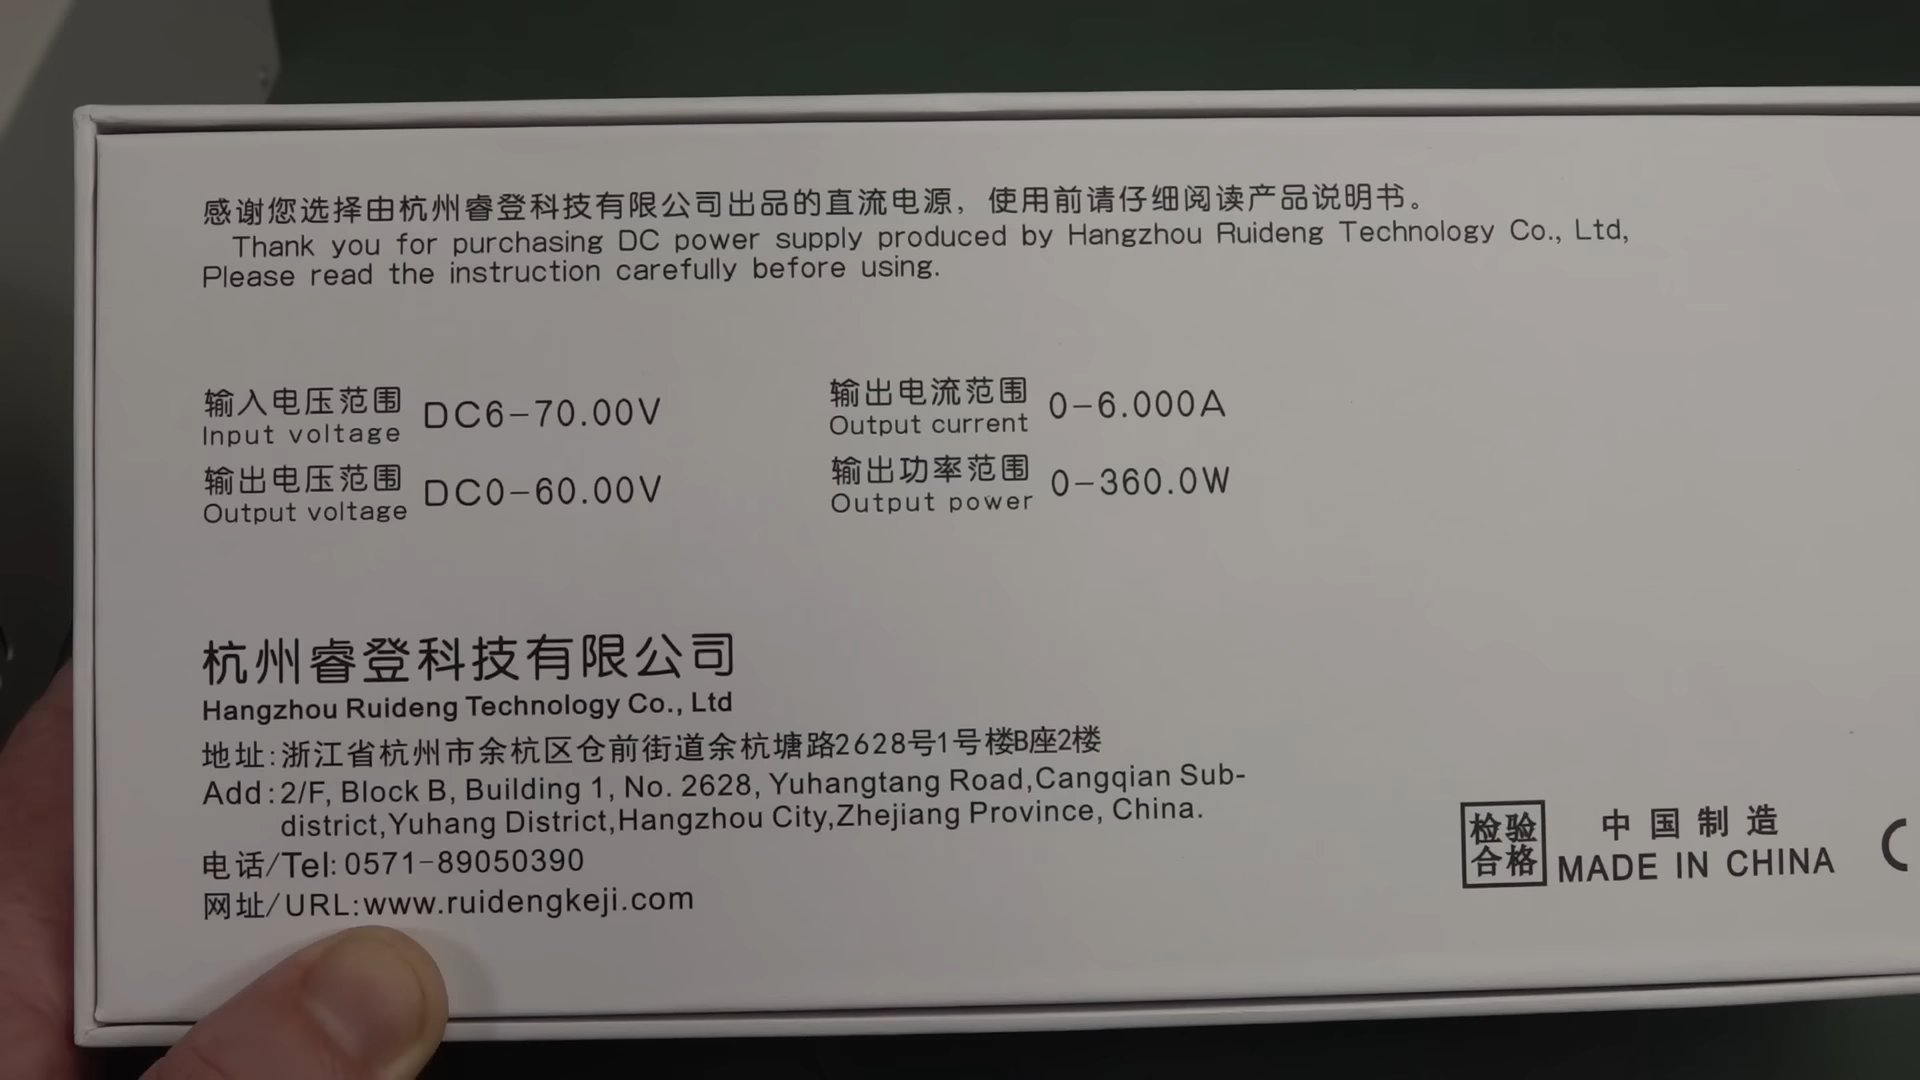 感谢您选择由杭州睿登科技有限公司出品的直流电源，使用前请仔细阅读产品说明书。
Thank you for purchasing DC power supply produced by Hangzhou Ruideng Technology Co., Ltd,
Please read the instruction carefully before using.
输入电压范围 DC6-70.00V
Input voltage
输出电流范围 0-6.000A
Output current
输出电压范围 DC0-60.00V
Output voltage
输出功率范围 0-360.0W
Output power
杭州睿登科技有限公司
Hangzhou Ruideng Technology Co., Ltd
地址:浙江省杭州市余杭区仓前街道余杭塘路2628号1号楼B座2楼
Add:2/F, Block B, Building 1, No. 2628, Yuhangtang Road,Cangqian Sub-
district,Yuhang District,Hangzhou City,Zhejiang Province, China.
电话/Tel: 0571-89050390
网址/URL:www.ruidengkeji.com
检验
合格
中国制造
MADE IN CHINA